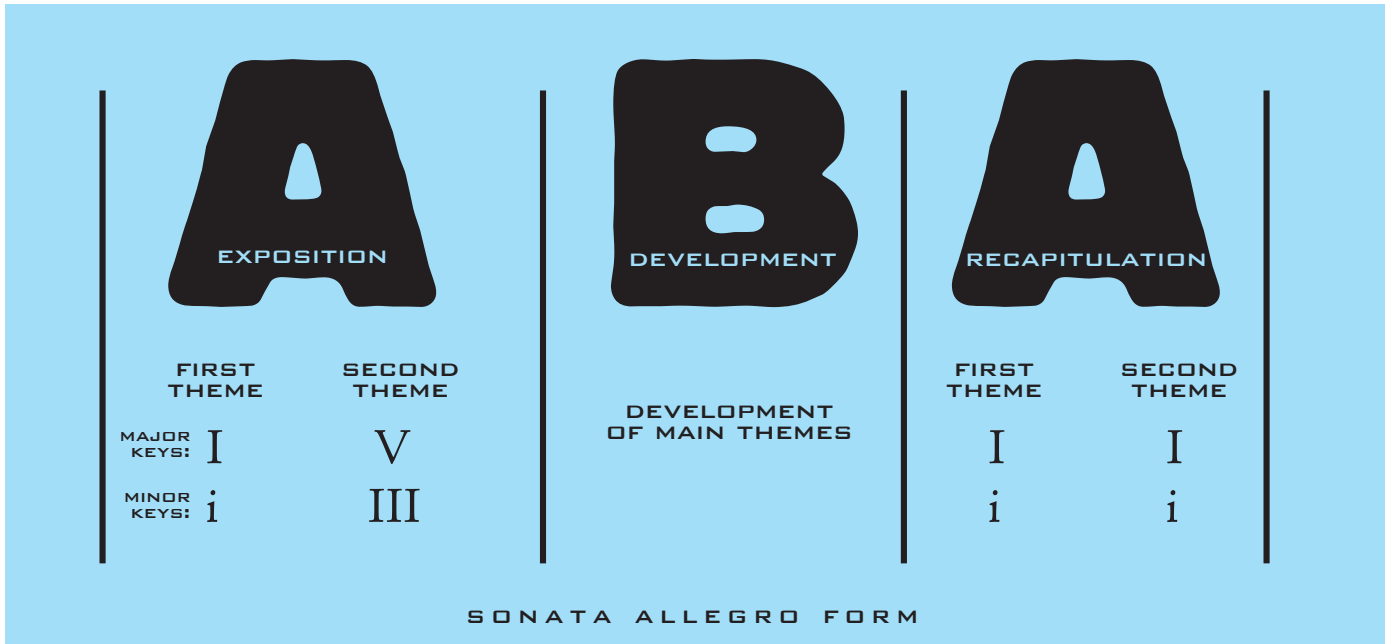 A
EXPOSITION
FIRST
THEME
SECOND
THEME
MAJOR
KEYS:
I
V
MINOR
KEYS:
i
III
B
DEVELOPMENT
DEVELOPMENT
OF MAIN THEMES
A
RECAPITULATION
FIRST
THEME
SECOND
THEME
I
I
i
i
SONATA ALLEGRO FORM